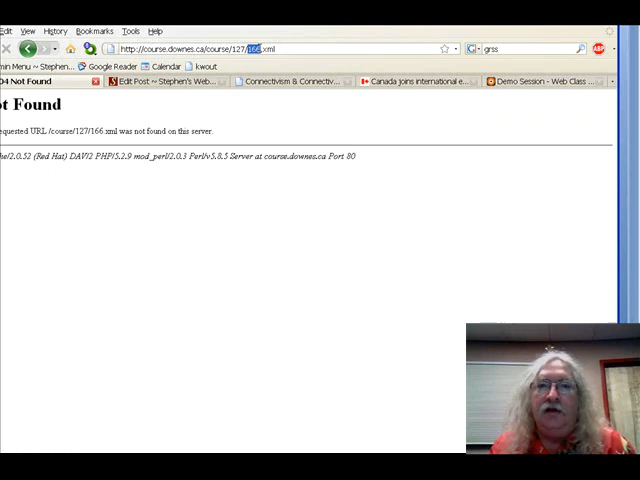 Edit View History Bookmarks Tools Help
http://course.downes.ca/course/127/166.xml
grss
ABP
min Menu ~ Stephen... Google Reader Calendar kwout
04 Not Found Edit Post ~ Stephen's Web... Connectivism & Connectiv... Canada joins international e... Demo Session - Web Class ...
ot Found
equested URL /course/127/166.xml was not found on this server.
he/2.0.52 (Red Hat) DAV/2 PHP/5.2.9 mod_perl/2.0.3 Perl/v5.8.5 Server at course.downes.ca Port 80